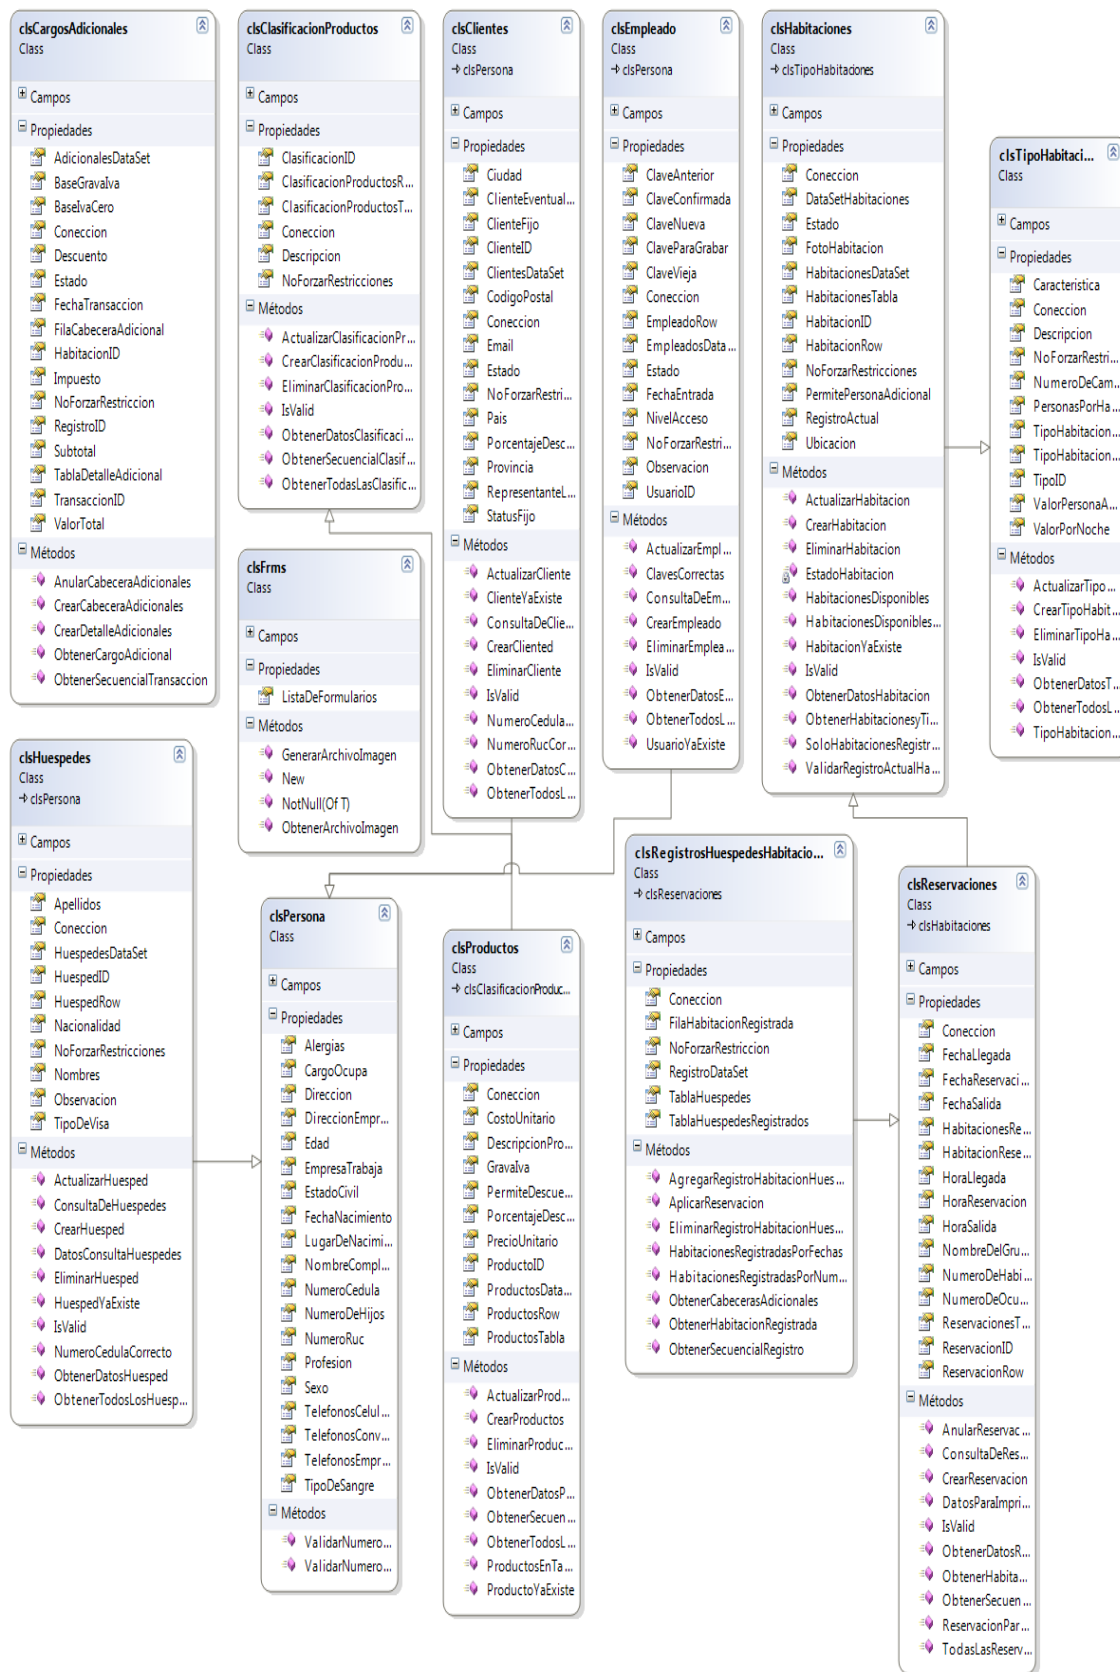 clsCargosAdicionales
Class
Campos
Propiedades
AdicionalesDataSet
BaseGravaIva
BaseIvaCero
Coneccion
Descuento
Estado
FechaTransaccion
FilaCabeceraAdicional
HabitacionID
Impuesto
NoForzarRestriccion
RegistroID
Subtotal
TablaDetalleAdicional
TransaccionID
ValorTotal
Métodos
AnularCabeceraAdicionales
CrearCabeceraAdicionales
CrearDetalleAdicionales
ObtenerCargoAdicional
ObtenerSecuencialTransaccion
clsClasificacionProductos
Class
Campos
Propiedades
ClasificacionID
ClasificacionProductosR...
ClasificacionProductosT...
Coneccion
Descripcion
NoForzarRestricciones
Métodos
ActualizarClasificacionPr...
CrearClasificacionProdu...
EliminarClasificacionPro...
IsValid
ObtenerDatosClasificaci...
ObtenerSecuencialClasif...
ObtenerTodasLasClasific...
clsClientes
Class
clsPersona
Campos
Propiedades
Ciudad
ClienteEventual...
ClienteFijo
ClienteID
ClientesDataSet
CodigoPostal
Coneccion
Email
Estado
NoForzarRestri...
Pais
PorcentajeDesc...
Provincia
RepresentanteL...
StatusFijo
Métodos
ActualizarCliente
ClienteYaExiste
ConsultaDeClie...
CrearCliented
EliminarCliente
IsValid
NumeroCedula...
NumeroRucCor...
ObtenerDatosC...
ObtenerTodosL...
clsEmpleado
Class
clsPersona
Campos
Propiedades
ClaveAnterior
ClaveConfirmada
ClaveNueva
ClaveParaGrabar
ClaveVieja
Coneccion
EmpleadoRow
EmpleadosData...
Estado
FechaEntrada
NivelAcceso
NoForzarRestri...
Observacion
UsuarioID
Métodos
ActualizarEmpl...
ClavesCorrectas
ConsultaDeEm...
CrearEmpleado
EliminarEmplea...
IsValid
ObtenerDatosE...
ObtenerTodosL...
UsuarioYaExiste
clsHabitaciones
Class
clsTipoHabitaciones
Campos
Propiedades
Coneccion
DataSetHabitaciones
Estado
FotoHabitacion
HabitacionesDataSet
HabitacionesTabla
HabitacionID
HabitacionRow
NoForzarRestricciones
PermitePersonaAdicional
RegistroActual
Ubicacion
Métodos
ActualizarHabitacion
CrearHabitacion
EliminarHabitacion
EstadoHabitacion
HabitacionesDisponibles
HabitacionesDisponibles...
HabitacionYaExiste
IsValid
ObtenerDatosHabitacion
ObtenerHabitacionesyTi...
SoloHabitacionesRegistr...
ValidarRegistroActualHa...
clsTipoHabitaci...
Class
Campos
Propiedades
Caracteristica
Coneccion
Descripcion
NoForzarRestri...
NumeroDeCam...
PersonasPorHa...
TipoHabitacion...
TipoHabitacion...
TipoID
ValorPersonaA...
ValorPorNoche
Métodos
ActualizarTipo...
CrearTipoHabit...
EliminarTipoHa...
IsValid
ObtenerDatosT...
ObtenerTodosL...
TipoHabitacion...
clsFrms
Class
Campos
Propiedades
ListaDeFormularios
Métodos
GenerarArchivoImagen
New
NotNull(Of T)
ObtenerArchivoImagen
clsHuespedes
Class
clsPersona
Campos
Propiedades
Apellidos
Coneccion
HuespedesDataSet
HuespedID
HuespedRow
Nacionalidad
NoForzarRestricciones
Nombres
Observacion
TipoDeVisa
Métodos
ActualizarHuesped
ConsultaDeHuespedes
CrearHuesped
DatosConsultaHuespedes
EliminarHuesped
HuespedYaExiste
IsValid
NumeroCedulaCorrecto
ObtenerDatosHuesped
ObtenerTodosLosHuesp...
clsPersona
Class
Campos
Propiedades
Alergias
CargoOcupa
Direccion
DireccionEmpr...
Edad
EmpresaTrabaja
EstadoCivil
FechaNacimiento
LugarDeNacimi...
NombreCompl...
NumeroCedula
NumeroDeHijos
NumeroRuc
Profesion
Sexo
TelefonosCelul...
TelefonosConv...
TelefonosEmpr...
TipoDeSangre
Métodos
ValidarNumero...
ValidarNumero...
clsProductos
Class
clsClasificacionProduc...
Campos
Propiedades
Coneccion
CostoUnitario
DescripcionPro...
GravaIva
PermiteDescue...
PorcentajeDesc...
PrecioUnitario
ProductoID
ProductosData...
ProductosRow
ProductosTabla
Métodos
ActualizarProd...
CrearProductos
EliminarProduc...
IsValid
ObtenerDatosP...
ObtenerSecuen...
ObtenerTodosL...
ProductosEnTa...
ProductoYaExiste
clsRegistrosHuespedesHabitacio...
Class
clsReservaciones
Campos
Propiedades
Coneccion
FilaHabitacionRegistrada
NoForzarRestriccion
RegistroDataSet
TablaHuespedes
TablaHuespedesRegistrados
Métodos
AgregarRegistroHabitacionHues...
AplicarReservacion
EliminarRegistroHabitacionHues...
HabitacionesRegistradasPorFechas
HabitacionesRegistradasPorNum...
ObtenerCabecerasAdicionales
ObtenerHabitacionRegistrada
ObtenerSecuencialRegistro
clsReservaciones
Class
clsHabitaciones
Campos
Propiedades
Coneccion
FechaLlegada
FechaReservaci...
FechaSalida
HabitacionesRe...
HabitacionRese...
HoraLlegada
HoraReservacion
HoraSalida
NombreDelGru...
NumeroDeHabi...
NumeroDeOcu...
ReservacionesT...
ReservacionID
ReservacionRow
Métodos
AnularReservac...
ConsultaDeRes...
CrearReservacion
DatosParaImpri...
IsValid
ObtenerDatosR...
ObtenerHabita...
ObtenerSecuen...
ReservacionPar...
TodasLasReserv...